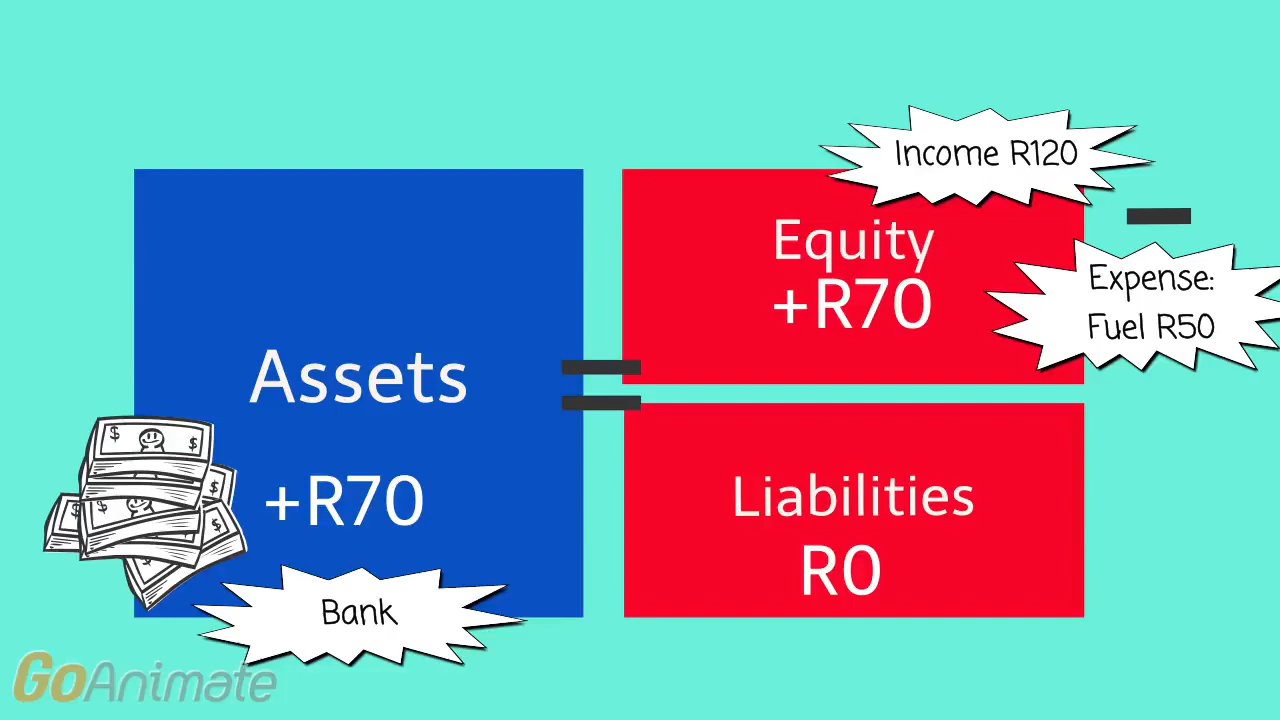 Income R120
Equity
+R70
Expense:
Fuel R50
Assets
+R70
Liabilities
R0
Bank
GoAnimate
$ $
$
$
$
$
$